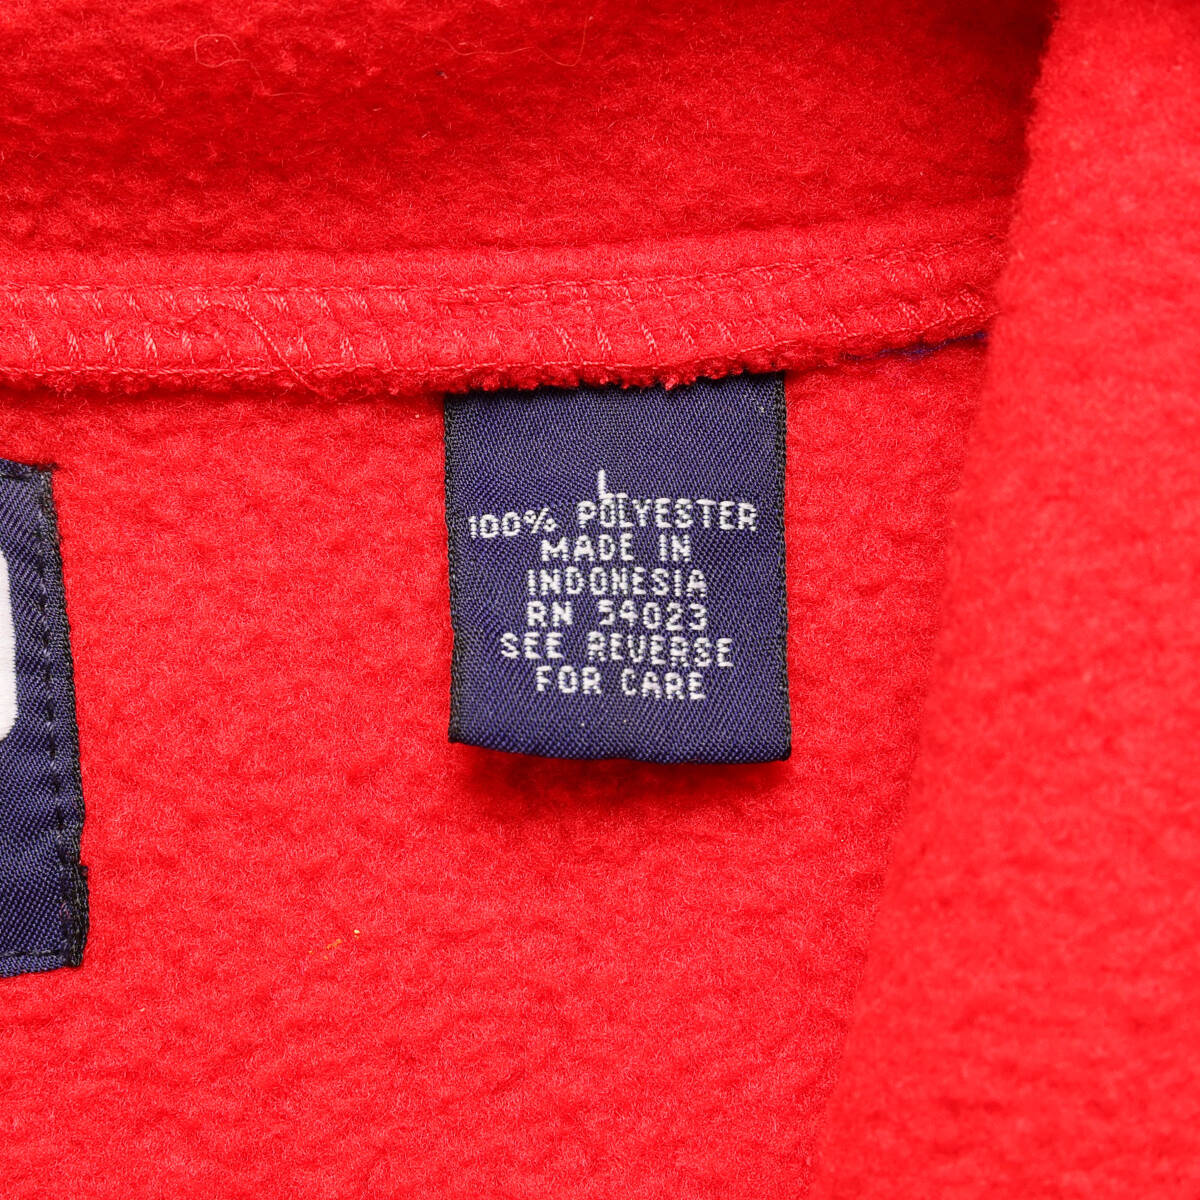 L
100% POLYESTER
MADE IN
INDONESIA
RN 54023
SEE REVERSE
FOR CARE